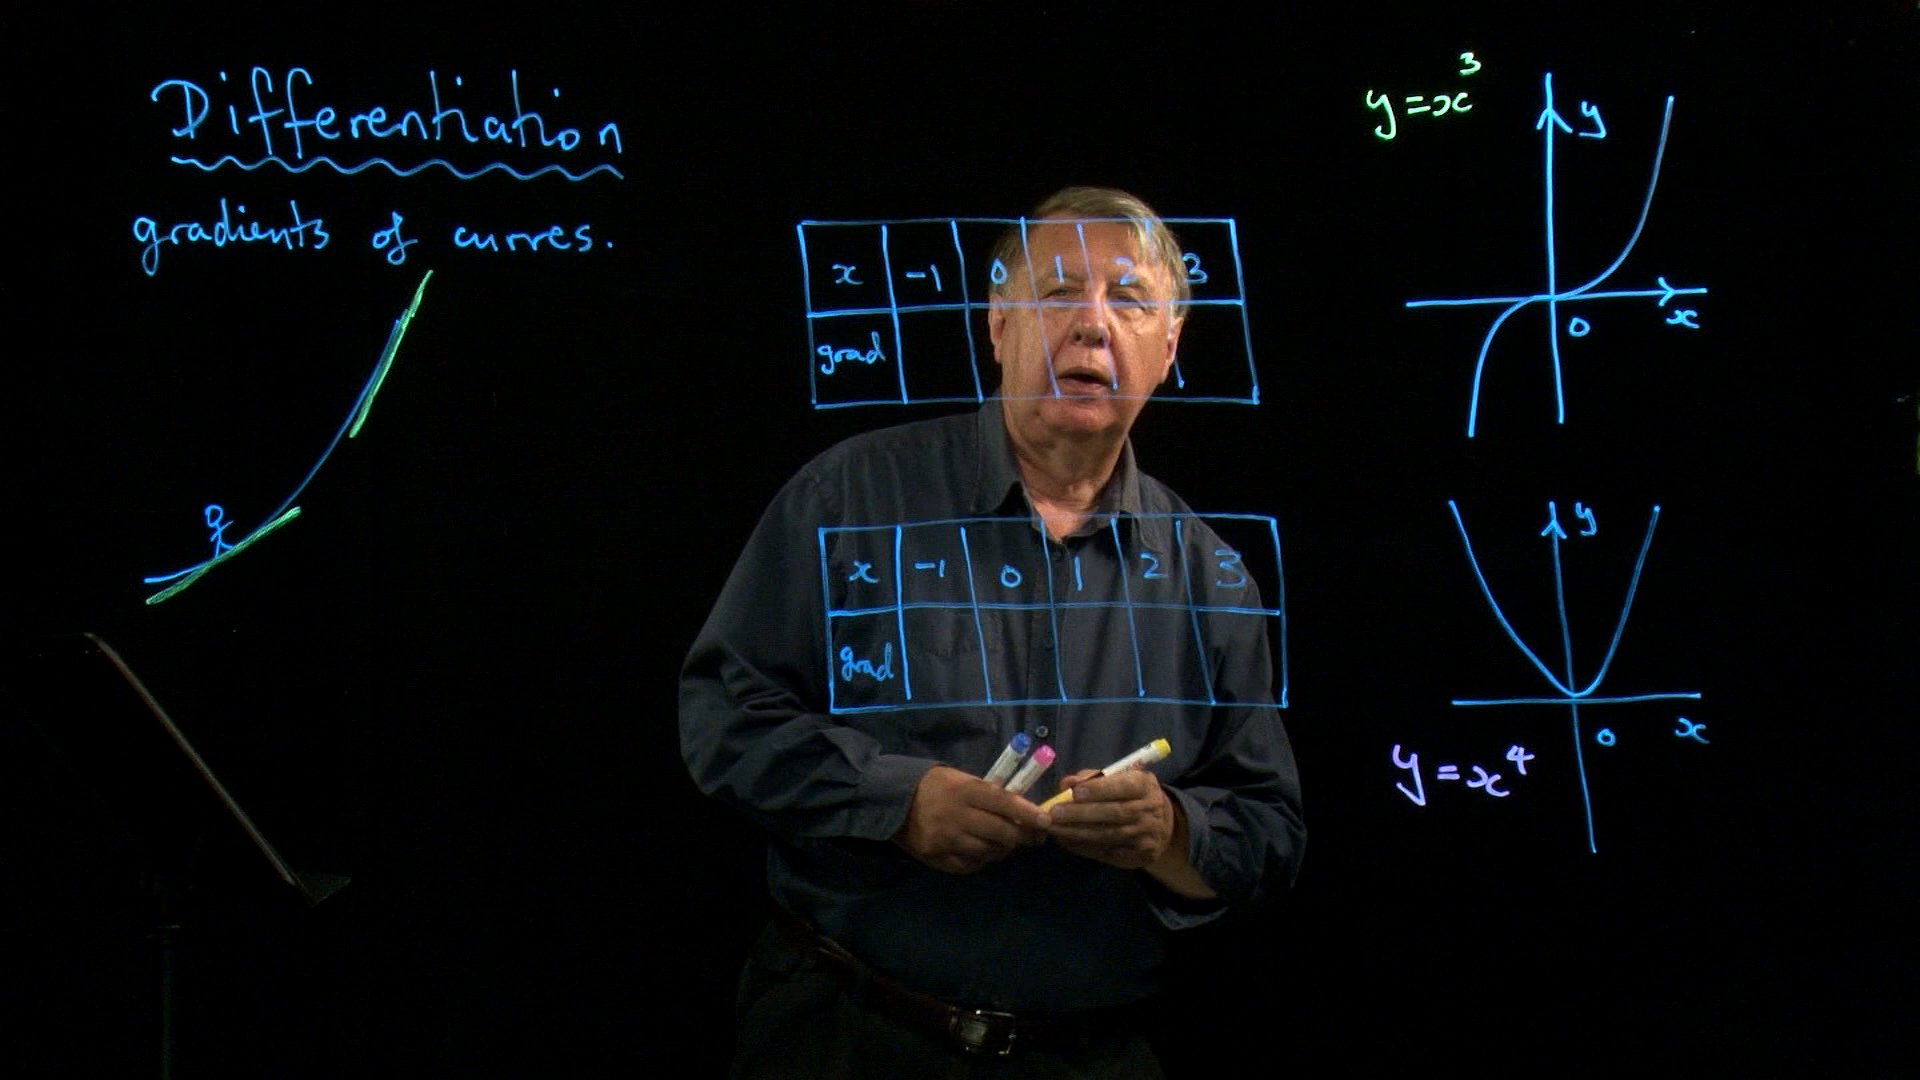 Differentiation
gradients of curves.
x -1 0 1 2 3
grad
x -1 0 1 2 3
grad
y = x³
y
0 x
y
0 x
y = x⁴